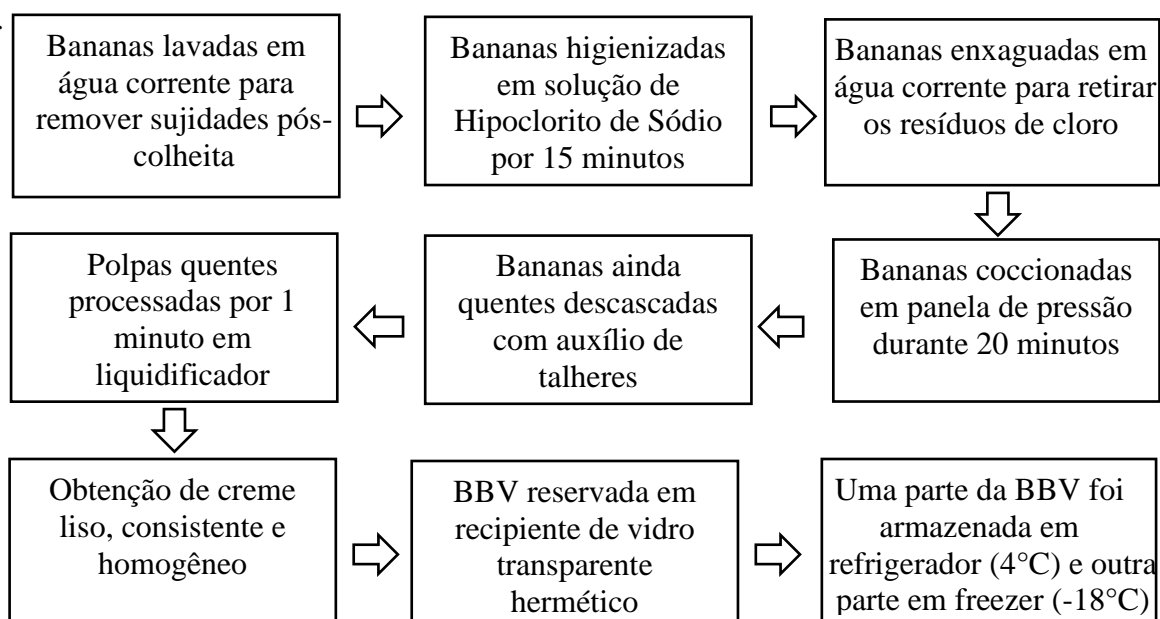 .
Bananas lavadas em
água corrente para
remover sujidades pós-
colheita
Bananas higienizadas
em solução de
Hipoclorito de Sódio
por 15 minutos
Bananas enxaguadas em
água corrente para retirar
os resíduos de cloro
Bananas coccionadas
em panela de pressão
durante 20 minutos
Bananas ainda
quentes descascadas
com auxílio de
talheres
Polpas quentes
processadas por 1
minuto em
liquidificador
Obtenção de creme
liso, consistente e
homogêneo
BBV reservada em
recipiente de vidro
transparente
hermético
Uma parte da BBV foi
armazenada em
refrigerador (4°C) e outra
parte em freezer (-18°C)